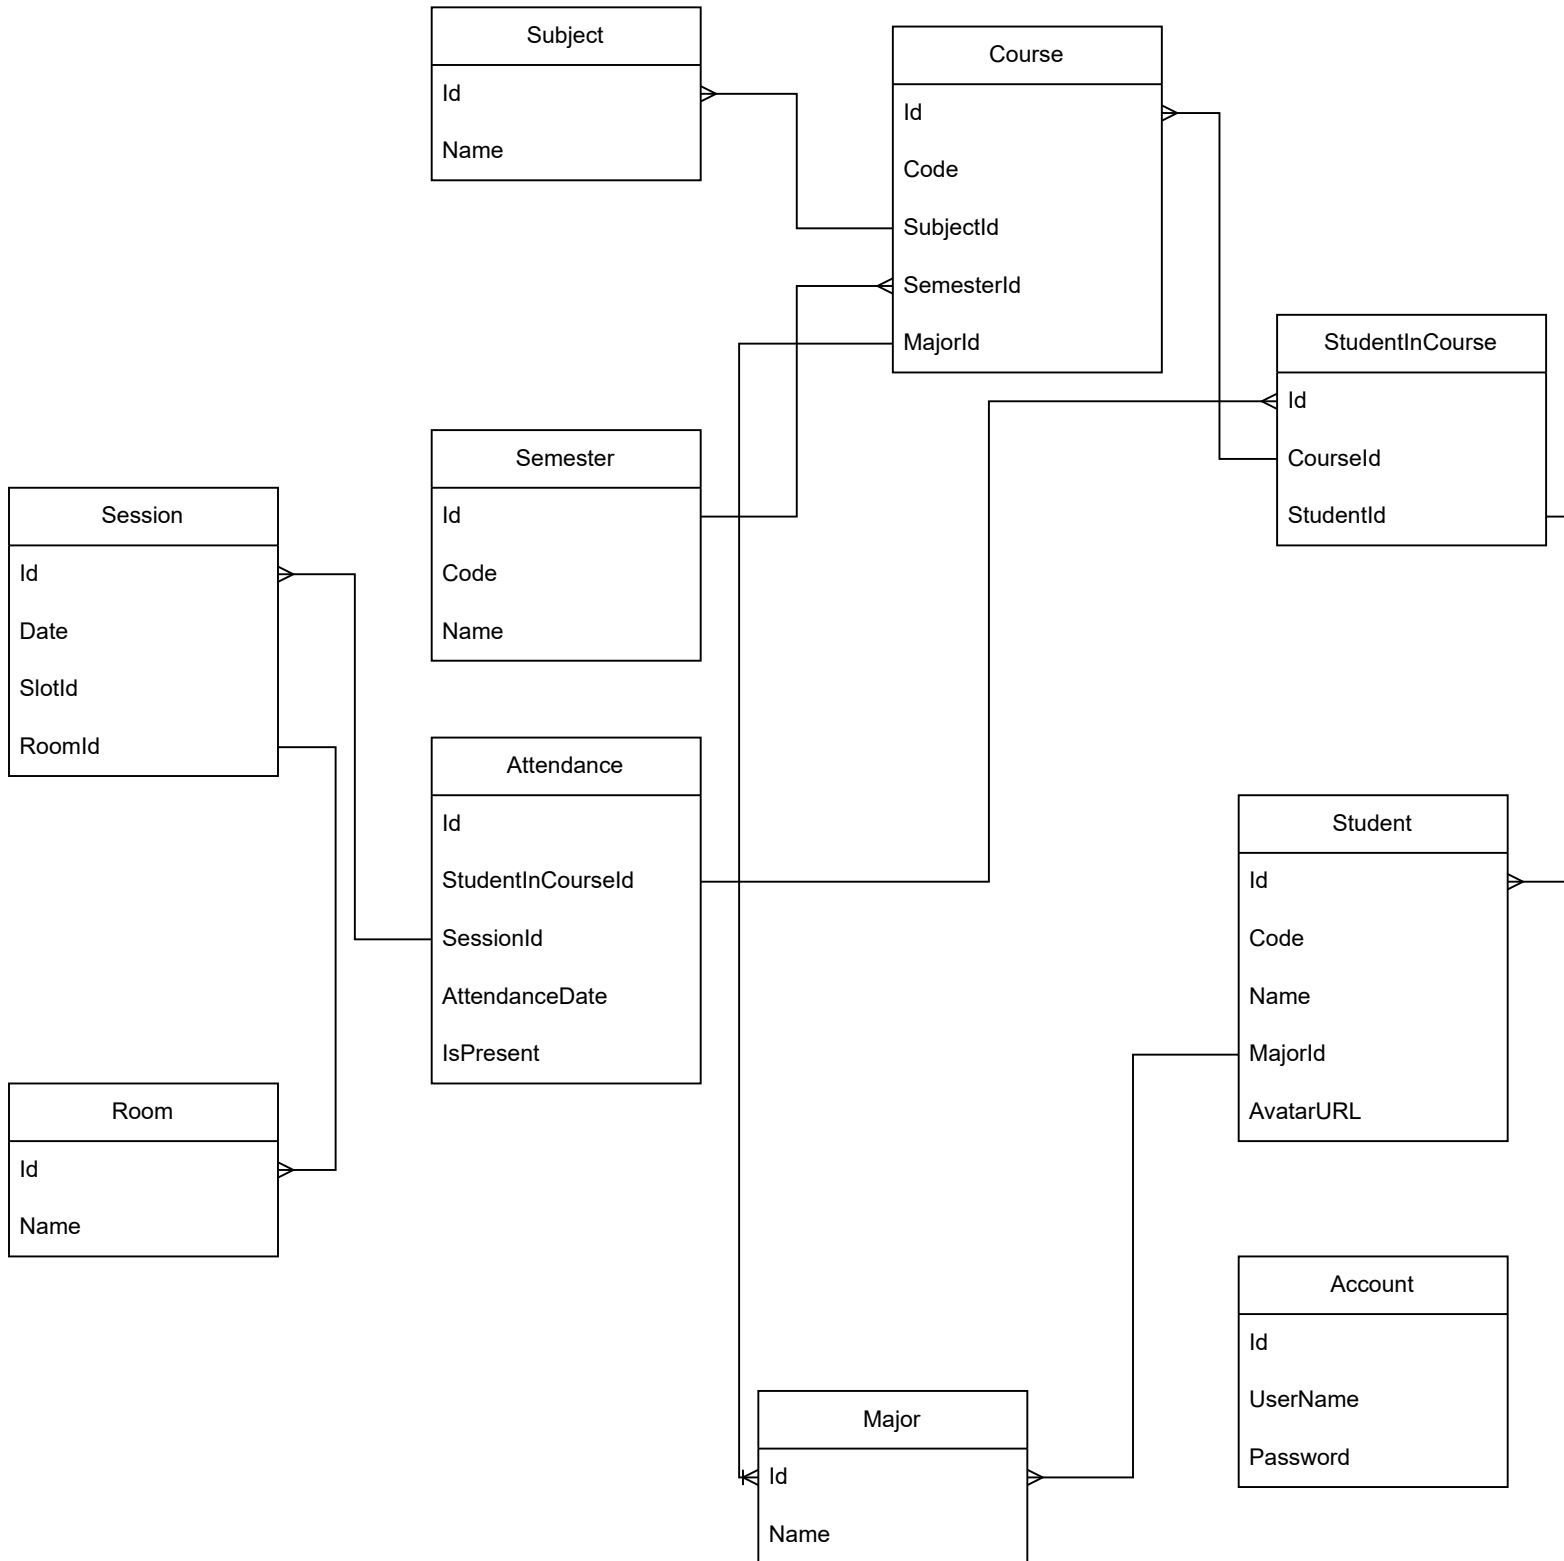 Subject
Id
Name
Course
Id
Code
SubjectId
SemesterId
MajorId
StudentInCourse
Id
CourseId
StudentId
Semester
Id
Code
Name
Session
Id
Date
SlotId
RoomId
Attendance
Id
StudentInCourseId
SessionId
AttendanceDate
IsPresent
Student
Id
Code
Name
MajorId
AvatarURL
Room
Id
Name
Account
Id
UserName
Password
Major
Id
Name